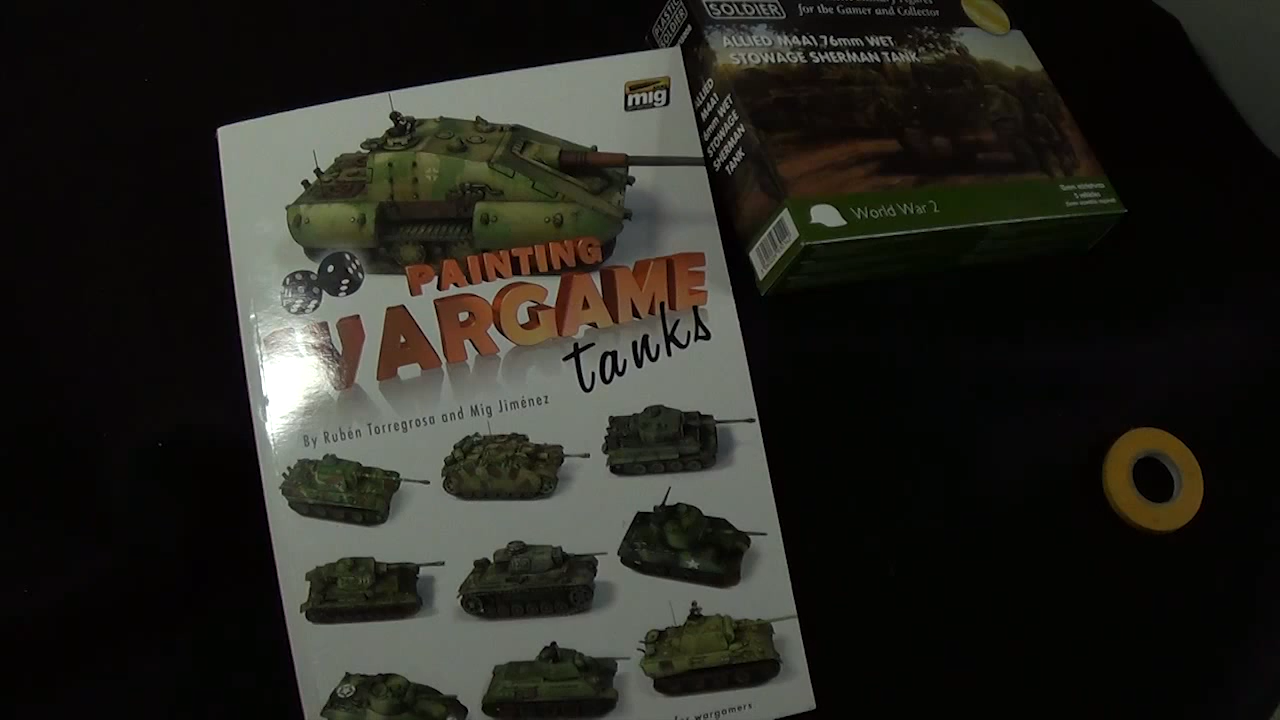 mig
PAINTING
WARGAME
tanks
By Rubén Torregrosa and Mig Jiménez
for wargamers
PLASTIC
SOLDIER
SOLDIER
for the Gamer and Collector
ALLIED M4A1 76mm WET
STOWAGE SHERMAN TANK
ALLIED
M4A1
76mm WET
STOWAGE
SHERMAN
TANK
World War 2